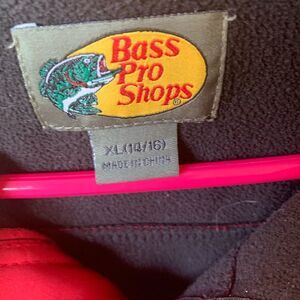 Bass
Pro
Shops®
XL(14/16)
MADE IN CHINA